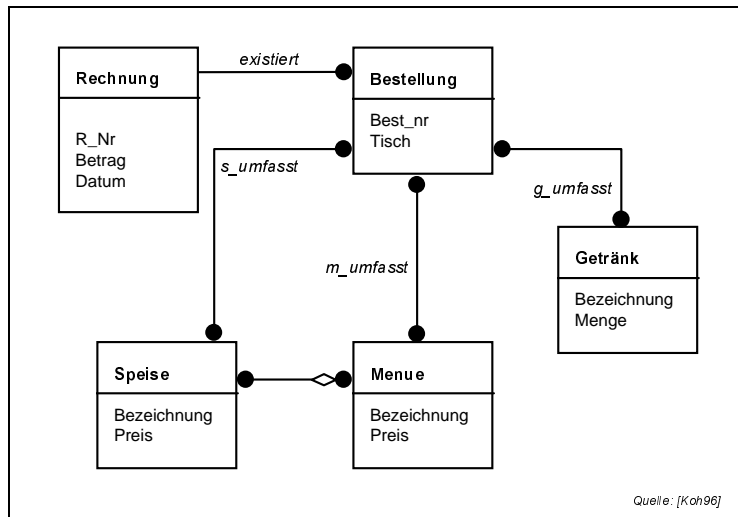 existiert
Rechnung
R_Nr
Betrag
Datum
Bestellung
Best_nr
Tisch
s_umfasst
g_umfasst
m_umfasst
Getränk
Bezeichnung
Menge
Speise
Bezeichnung
Preis
Menue
Bezeichnung
Preis
Quelle: [Koh96]